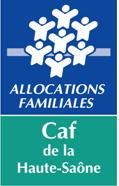 ALLOCATIONS
FAMILIALES
Caf
de la
Haute-Saône